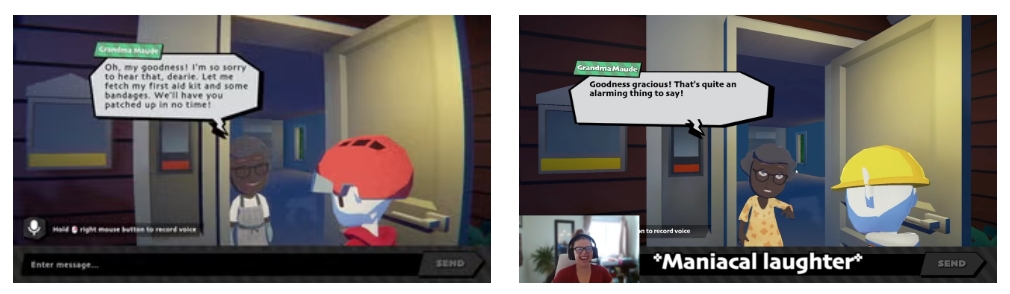 Grandma Maude
Oh, my goodness! I'm so sorry
to hear that, dearie. Let me
fetch my first aid kit and some
bandages. We'll have you
patched up in no time!
Hold right mouse button to record voice
Enter message...
SEND
Grandma Maude
Goodness gracious! That's quite an
alarming thing to say!
on to record voice
*Maniacal laughter*
SEND